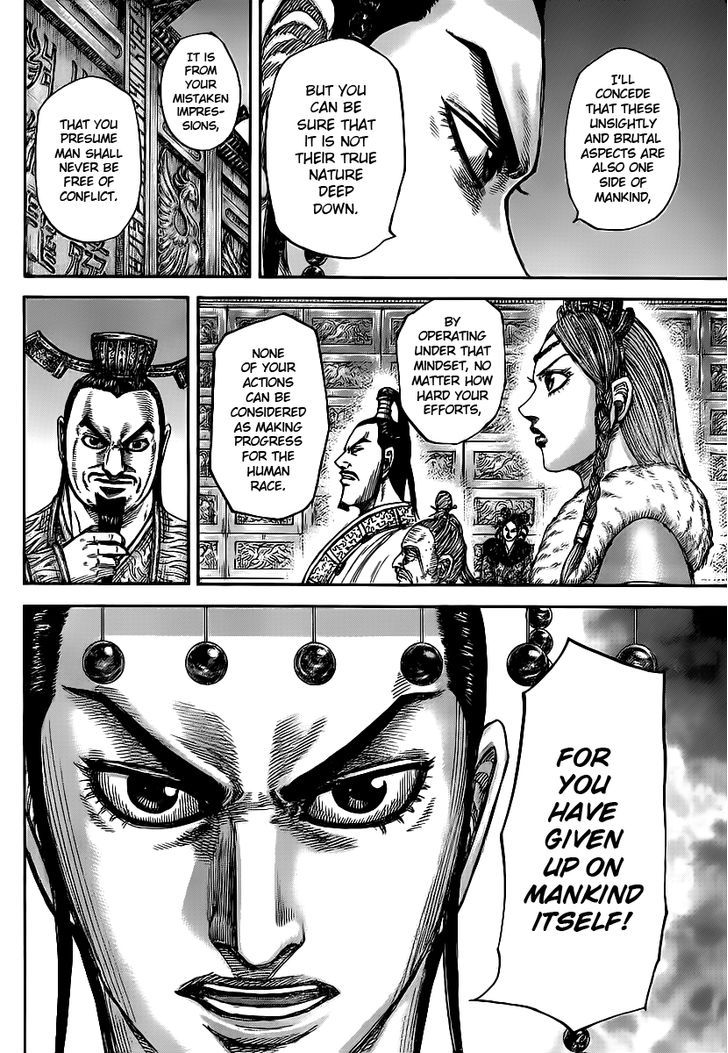 I'LL
CONCEDE
THAT THESE
UNSIGHTLY
AND BRUTAL
ASPECTS ARE
ALSO ONE
SIDE OF
MANKIND,
BUT YOU
CAN BE
SURE THAT
IT IS NOT
THEIR TRUE
NATURE
DEEP
DOWN.
IT IS
FROM
YOUR
MISTAKEN
IMPRES-
SIONS,
THAT YOU
PRESUME
MAN SHALL
NEVER BE
FREE OF
CONFLICT.
BY
OPERATING
UNDER THAT
MINDSET, NO
MATTER HOW
HARD YOUR
EFFORTS,
NONE
OF YOUR
ACTIONS
CAN BE
CONSIDERED
AS MAKING
PROGRESS
FOR THE
HUMAN
RACE.
FOR
YOU
HAVE
GIVEN
UP ON
MANKIND
ITSELF!